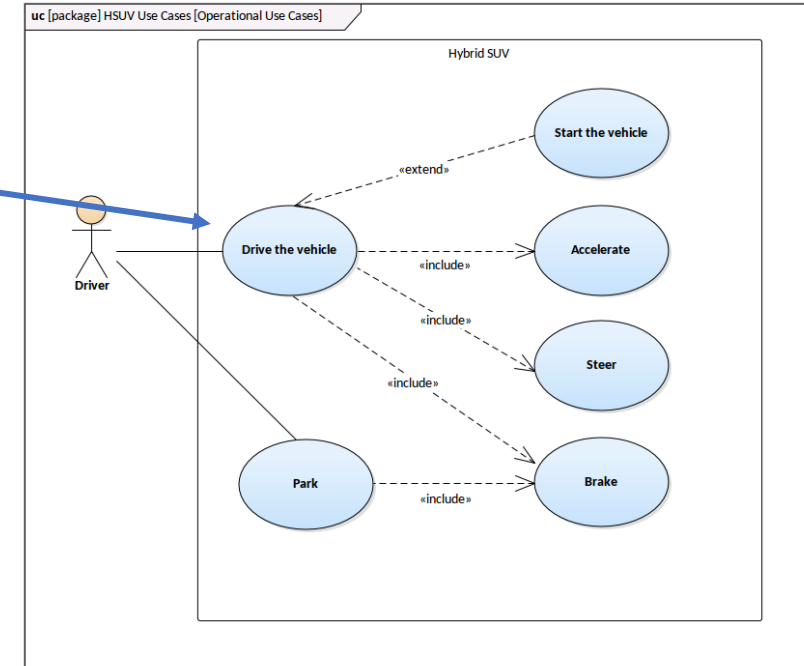 uc [package] HSUV Use Cases [Operational Use Cases]
Hybrid SUV
Start the vehicle
«extend»
Drive the vehicle
Accelerate
«include»
Driver
«include»
Steer
«include»
Park
Brake
«include»